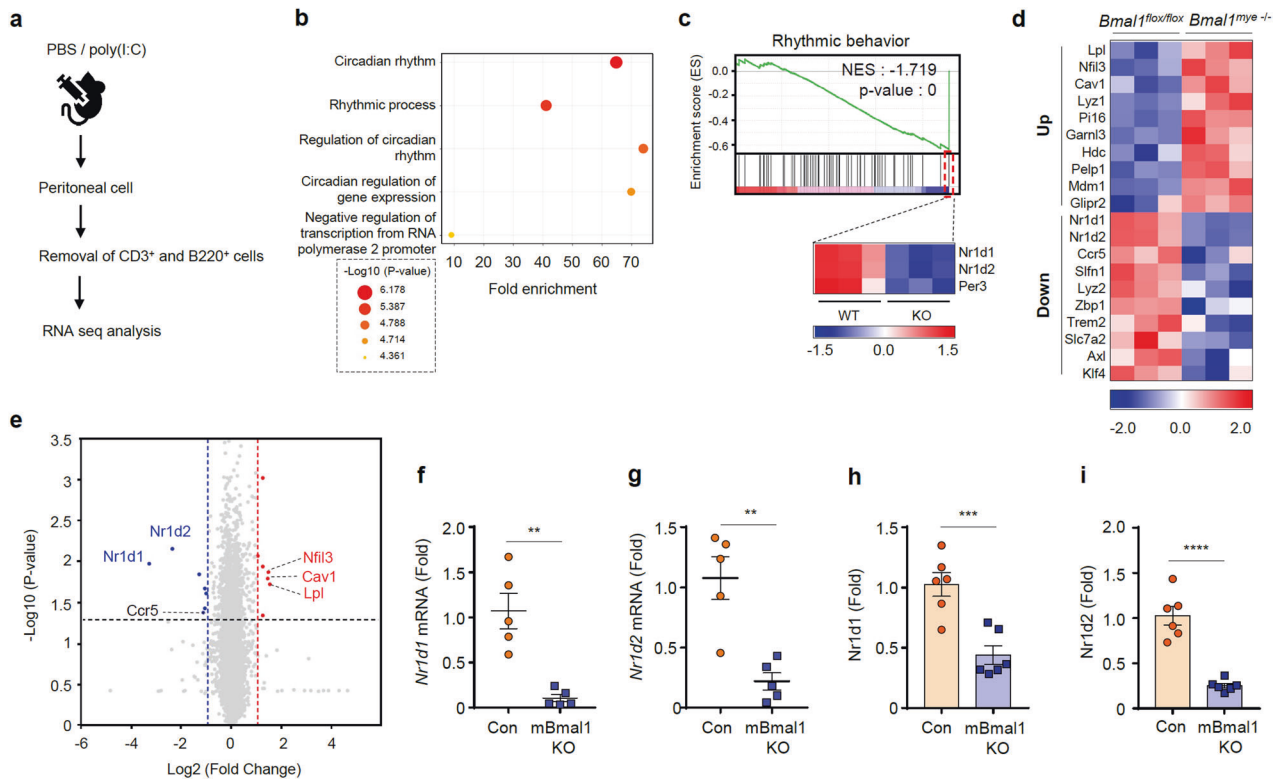 a
PBS / poly(I:C)
Peritoneal cell
Removal of CD3+ and B220+ cells
RNA seq analysis
b
Circadian rhythm
Rhythmic process
Regulation of circadian
rhythm
Circadian regulation of
gene expression
Negative regulation of
transcription from RNA
polymerase 2 promoter
10 20 30 40 50 60 70
Fold enrichment
-Log10 (P-value)
6.178
5.387
4.788
4.714
4.361
c
Rhythmic behavior
NES : -1.719
p-value : 0
Enrichment score (ES)
0.0
-0.2
-0.4
-0.6
Nr1d1
Nr1d2
Per3
WT KO
-1.5 0.0 1.5
d
Bmal1flox/flox Bmal1mye -/-
Up
Lpl
Nfil3
Cav1
Lyz1
Pi16
Garnl3
Hdc
Pelp1
Mdm1
Glipr2
Down
Nr1d1
Nr1d2
Ccr5
Slfn1
Lyz2
Zbp1
Trem2
Slc7a2
Axl
Klf4
-2.0 0.0 2.0
e
-Log10 (P-value)
3.5
3
2.5
2
1.5
1
0.5
0
Nr1d2
Nr1d1
Ccr5
Nfil3
Cav1
Lpl
-6 -4 -2 0 2 4
Log2 (Fold Change)
f
Nr1d1 mRNA (Fold)
2.0
1.5
1.0
0.5
0.0
**
Con mBmal1
KO
g
Nr1d2 mRNA (Fold)
1.5
1.0
0.5
0.0
**
Con mBmal1
KO
h
Nr1d1 (Fold)
2.0
1.5
1.0
0.5
0.0
***
Con mBmal1
KO
i
Nr1d2 (Fold)
2.0
1.5
1.0
0.5
0.0
****
Con mBmal1
KO